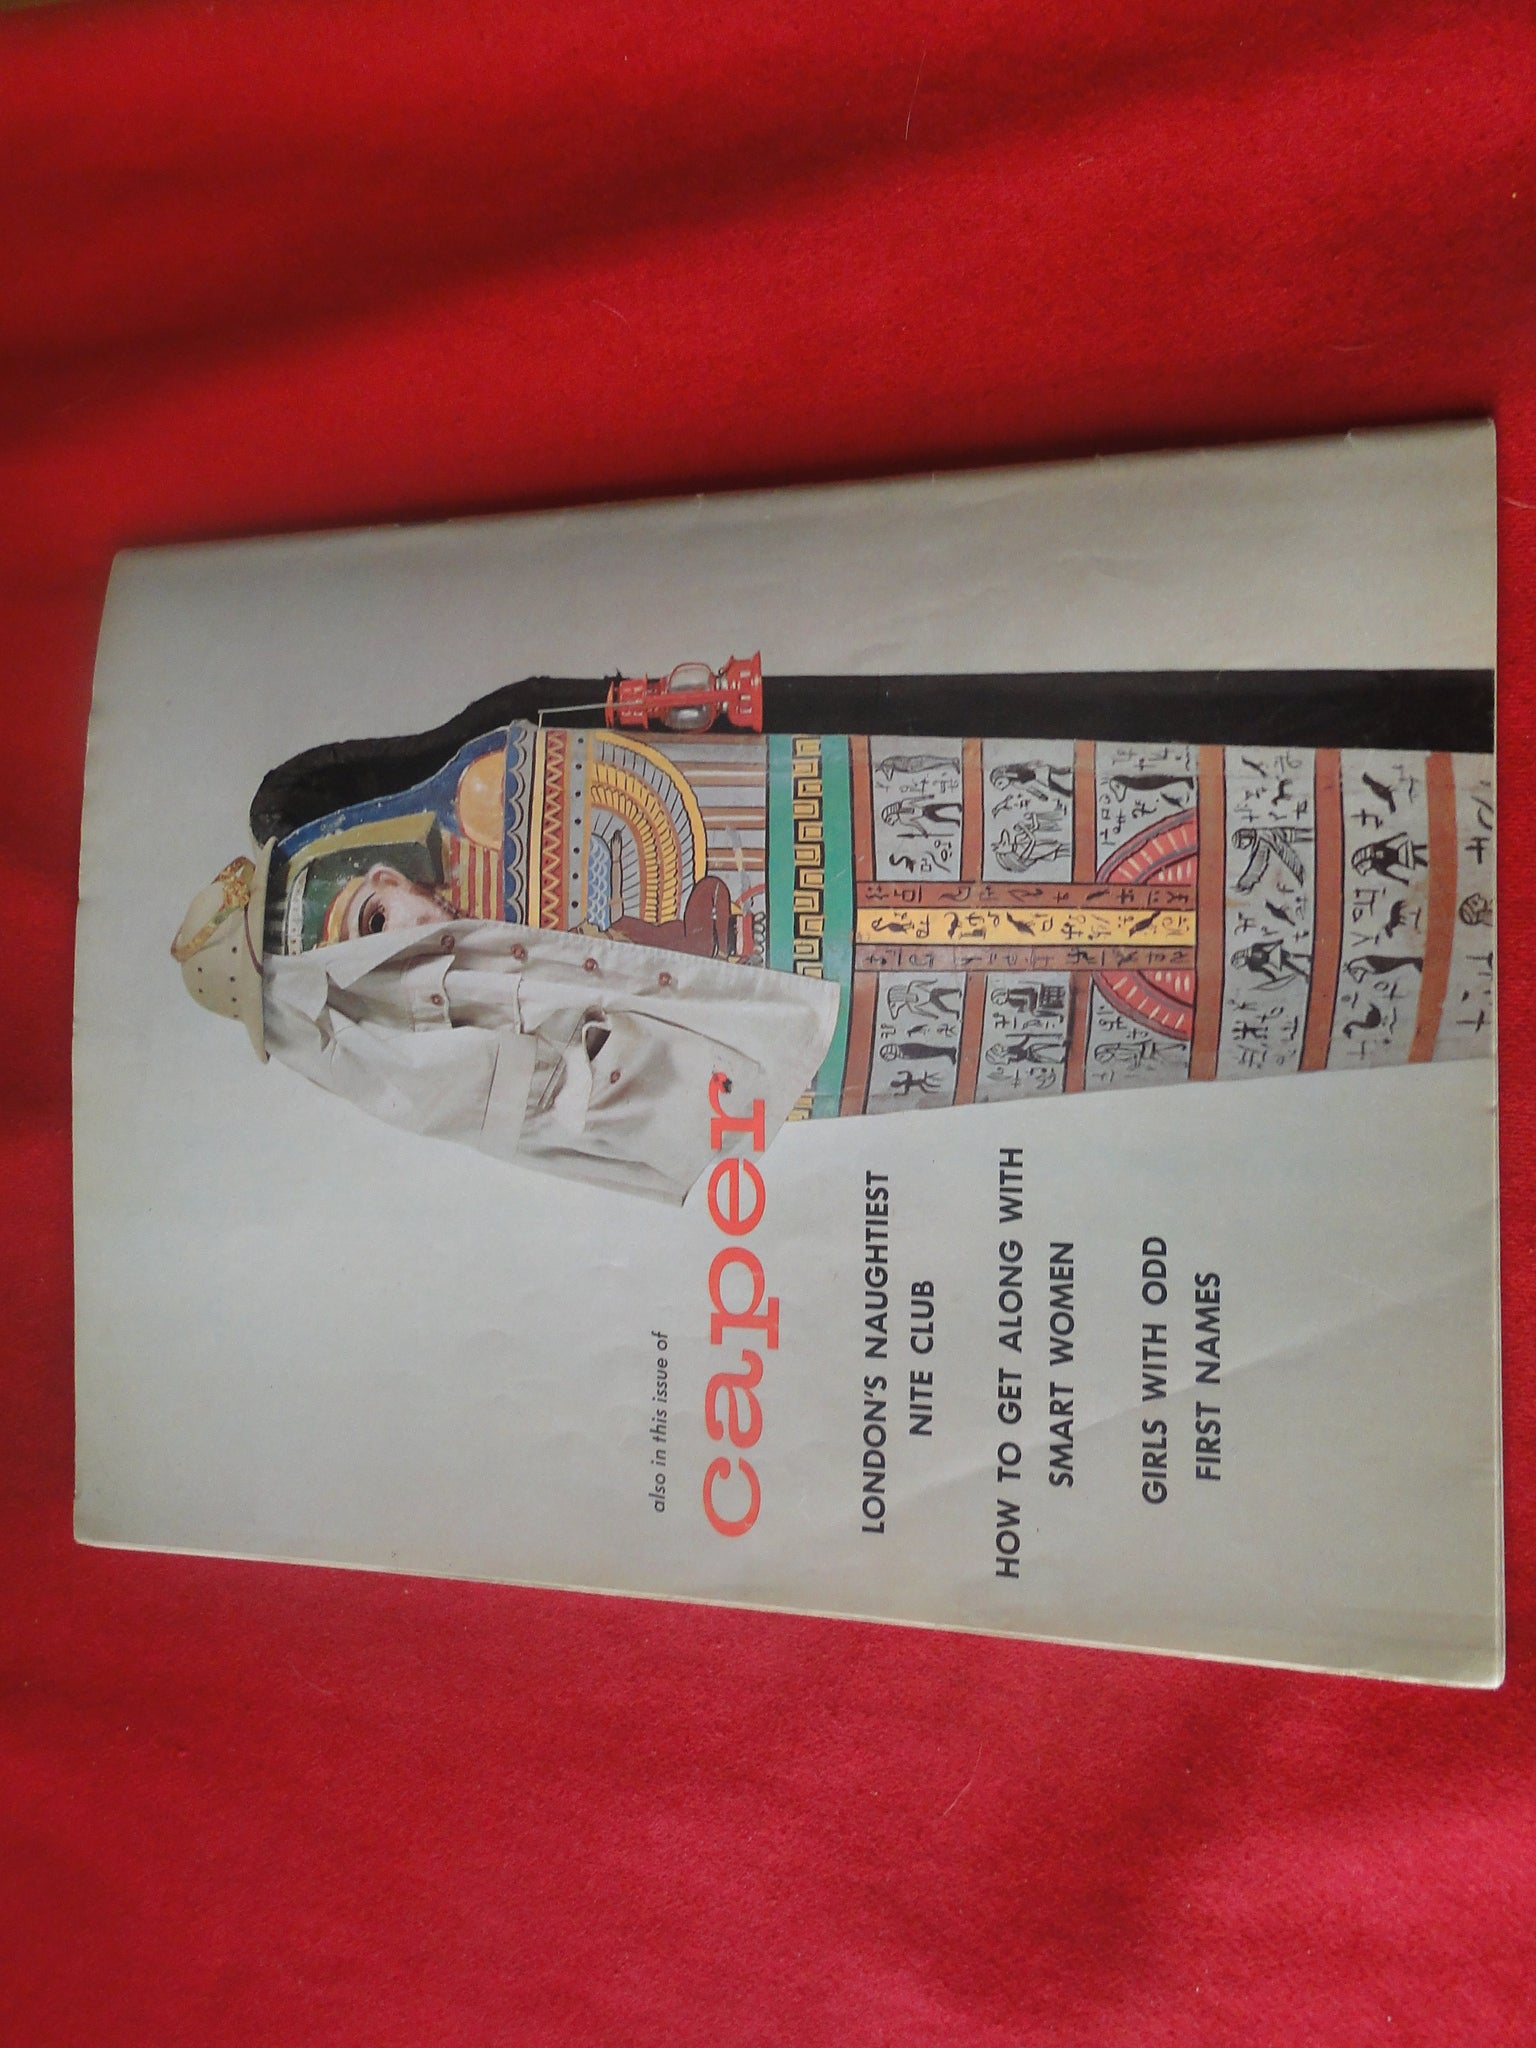 also in this issue of
caper
LONDON'S NAUGHTIEST
NITE CLUB
HOW TO GET ALONG WITH
SMART WOMEN
GIRLS WITH ODD
FIRST NAMES